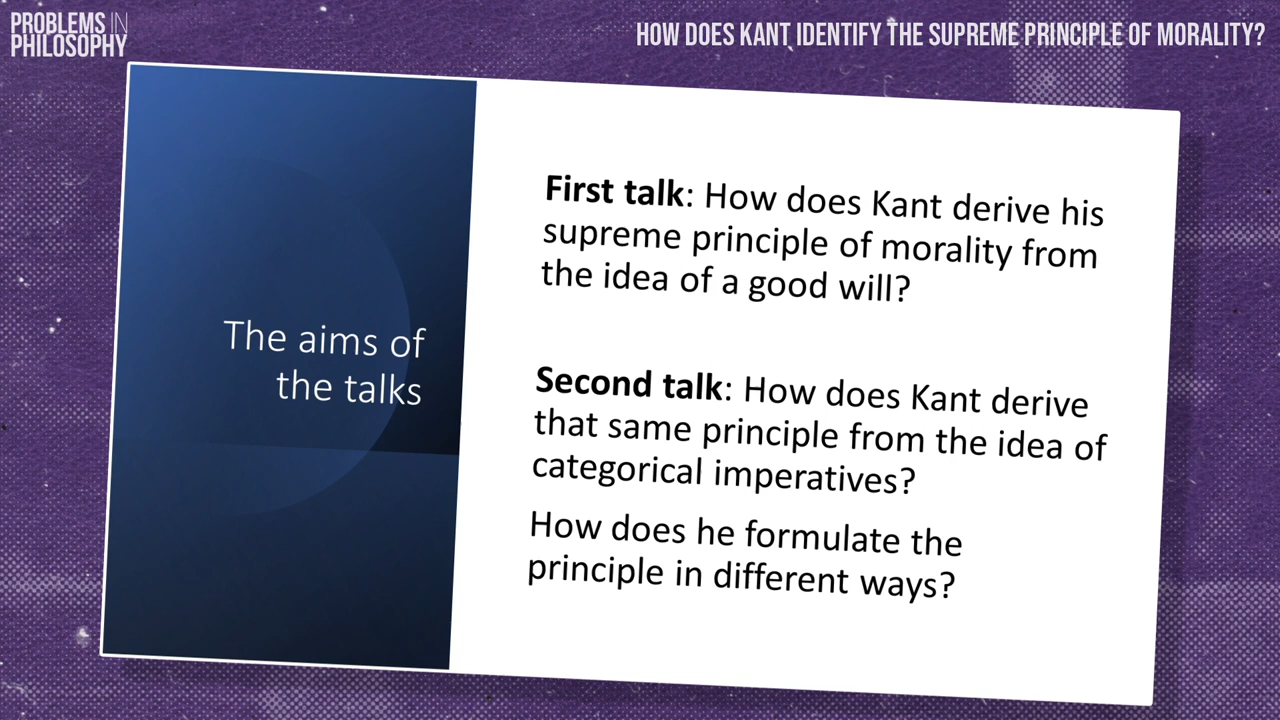 PROBLEMS IN
PHILOSOPHY
HOW DOES KANT IDENTIFY THE SUPREME PRINCIPLE OF MORALITY?
The aims of
the talks
First talk: How does Kant derive his
supreme principle of morality from
the idea of a good will?
Second talk: How does Kant derive
that same principle from the idea of
categorical imperatives?
How does he formulate the
principle in different ways?